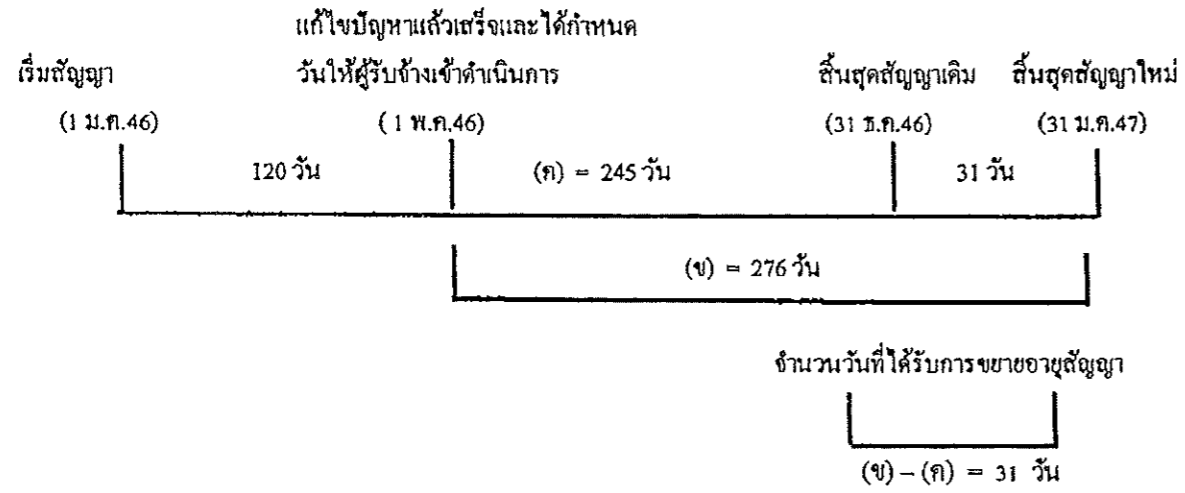 แก้ไขปัญหาแล้วเสร็จและได้กำหนด
เริ่มสัญญา วันให้ผู้รับจ้างเข้าดำเนินการ สิ้นสุดสัญญาเดิม สิ้นสุดสัญญาใหม่
(1 ม.ค.46) ( 1 พ.ค.46) (31 ธ.ค.46) (31 ม.ค.47)
120 วัน (ค) = 245 วัน 31 วัน
(ข) = 276 วัน
จำนวนวันที่ได้รับการขยายอายุสัญญา
(ข) – (ค) = 31 วัน